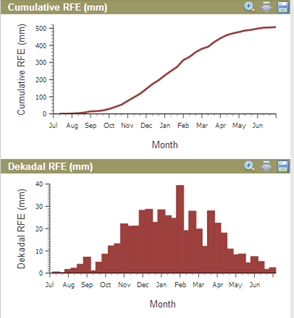 Cumulative RFE (mm)
Cumulative RFE (mm)
500
400
300
200
100
0
Jul Aug Sep Oct Nov Dec Jan Feb Mar Apr May Jun
Month
Dekadal RFE (mm)
Dekadal RFE (mm)
40
30
20
10
0
Jul Aug Sep Oct Nov Dec Jan Feb Mar Apr May Jun
Month